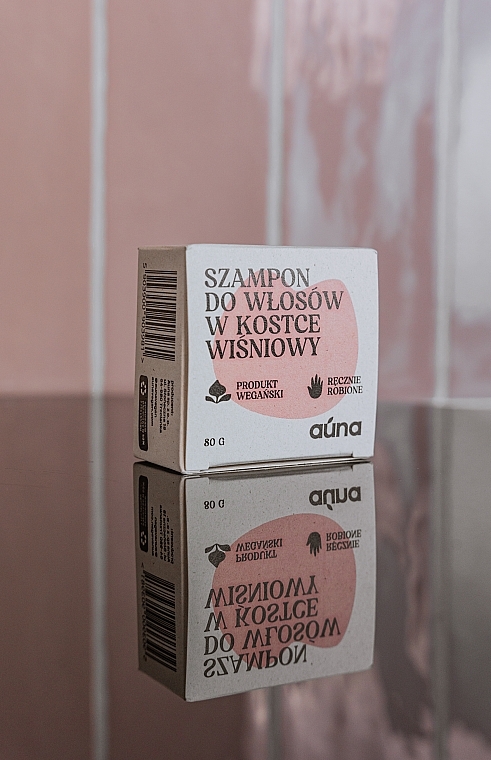 SZAMPON
DO WŁOSÓW
W KOSTCE
WIŚNIOWY
PRODUKT
WEGAŃSKI
RĘCZNIE
ROBIONE
80 G
aúna